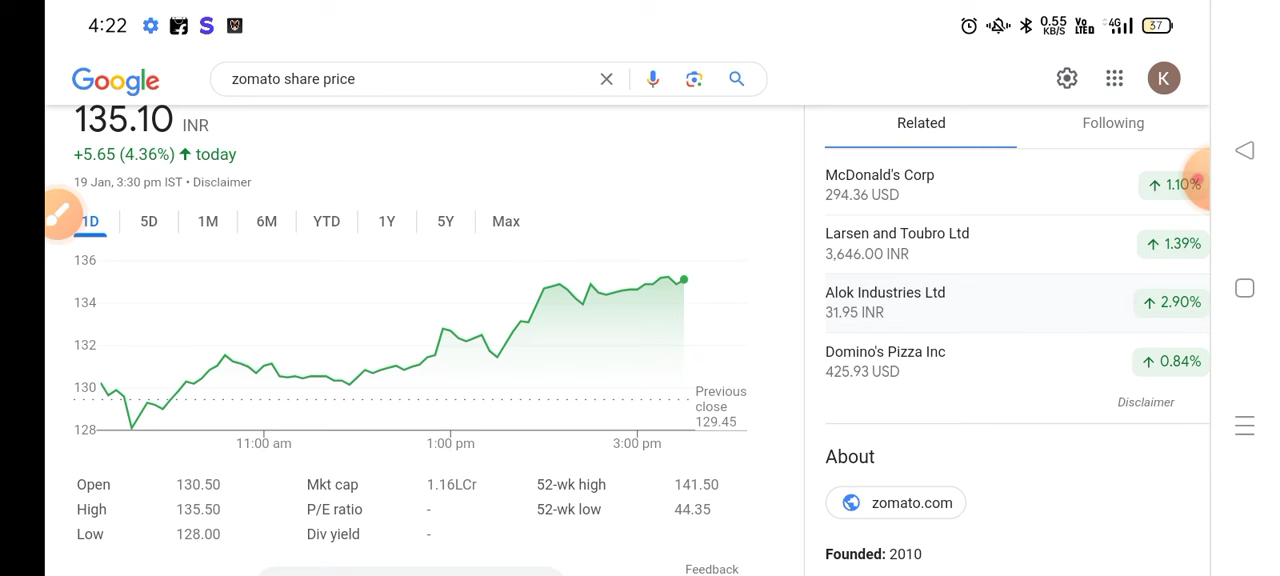 4:22
0.55 KB/S
Vo LTED
4G
37
Google
zomato share price
K
135.10 INR
+5.65 (4.36%) ↑ today
19 Jan, 3:30 pm IST • Disclaimer
1D 5D 1M 6M YTD 1Y 5Y Max
136
134
132
130
128
Previous
close
129.45
11:00 am 1:00 pm 3:00 pm
Open 130.50 Mkt cap 1.16LCr 52-wk high 141.50
High 135.50 P/E ratio - 52-wk low 44.35
Low 128.00 Div yield -
Feedback
Related Following
McDonald's Corp
294.36 USD
↑ 1.10%
Larsen and Toubro Ltd
3,646.00 INR
↑ 1.39%
Alok Industries Ltd
31.95 INR
↑ 2.90%
Domino's Pizza Inc
425.93 USD
↑ 0.84%
Disclaimer
About
zomato.com
Founded: 2010